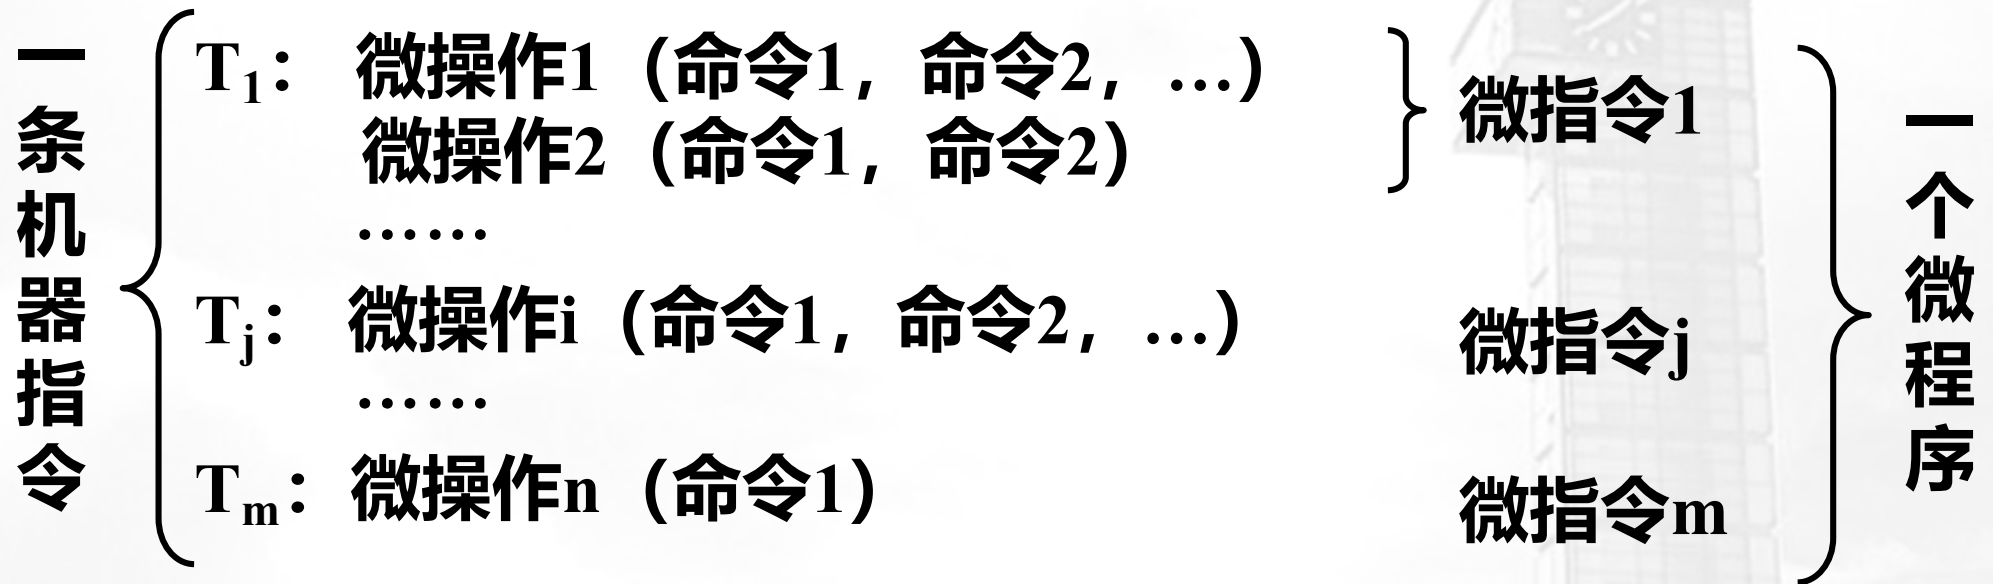 一条机器指令
T1： 微操作1（命令1，命令2，…）
微操作2（命令1，命令2）
……
Tj： 微操作i（命令1，命令2，…）
……
Tm：微操作n（命令1）
微指令1
微指令j
微指令m
一个微程序